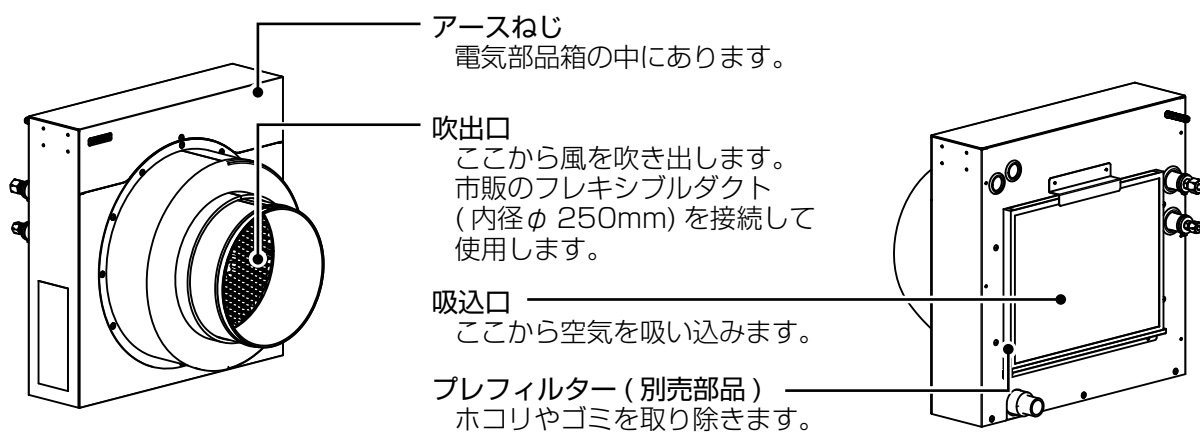 アースねじ
電気部品箱の中にあります。
吹出口
ここから風を吹き出します。
市販のフレキシブルダクト
( 内径φ 250mm) を接続して
使用します。
吸込口
ここから空気を吸い込みます。
プレフィルター ( 別売部品 )
ホコリやゴミを取り除きます。